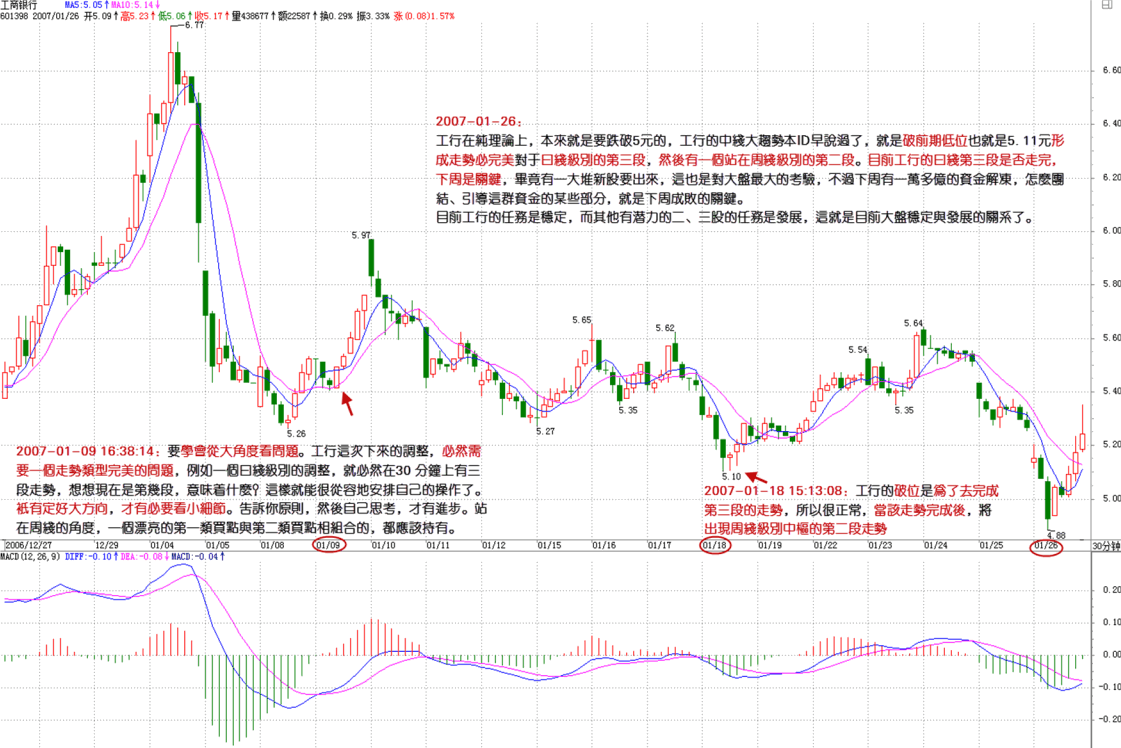 工商银行 MA5:5.05↑MA10:5.14↓
601398 2007/01/26 开5.09↑高5.23↑低5.06↑收5.17↑量438677↑额22587↑换0.29% 振3.33% 涨(0.08)1.57%
6.77
6.60
6.40
6.20
6.00
5.80
5.60
5.40
5.20
5.00
2007-01-26：
工行在純理論上，本來就是要跌破5元的，工行的中綫大趨勢本ID早說過了，就是破前期低位也就是5. 11元形
成走勢必完美對于曰綫級別的第三段，然後有一個站在周綫級別的第二段。目前工行的曰綫第三段是否走完，
下周是關鍵，畢竟有一大堆新股要出來，這也是對大盤最大的考驗，不過下周有一萬多億的資金解東，怎麼團
結、引導這群資金的某些部分，就是下周成敗的關鍵。
目前工行的任務是穩定，而其他有潜力的二、三股的任務是發展，這就是目前大盤穩定與發展的關系了。
5.97
5.65
5.62
5.64
5.54
5.35
5.35
5.26
5.27
5.10
4.88
2007-01-09 16:38:14：要學會從大角度看問題。工行這次下來的調整，必然需
要一個走勢類型完美的問題，例如一個曰綫級別的調整，就必然在30 分鐘上有三
段走勢，想想現在是第幾段，意味着什麼？這樣就能很從容地安排自己的操作了。
衹有定好大方向，才有必要看小細節。告訴你原則，然後自己思考，才有進步。站
在周綫的角度，一個漂亮的第一類買點與第二類買點相組合的，都應該持有。
2007-01-18 15:13:08：工行的破位是爲了去完成
第三段的走勢，所以很正常，當該走勢完成後，將
出現周綫級別中樞的第二段走勢
2006/12/27 12/29 01/04 01/05 01/08 01/09 01/10 01/11 01/12 01/15 01/16 01/17 01/18 01/19 01/22 01/23 01/24 01/25 01/26 30分钟
MACD(12,26,9) DIFF:-0.10↑DEA:-0.08↓MACD:-0.04↑
0.20
0.10
0.00
-0.10
-0.20